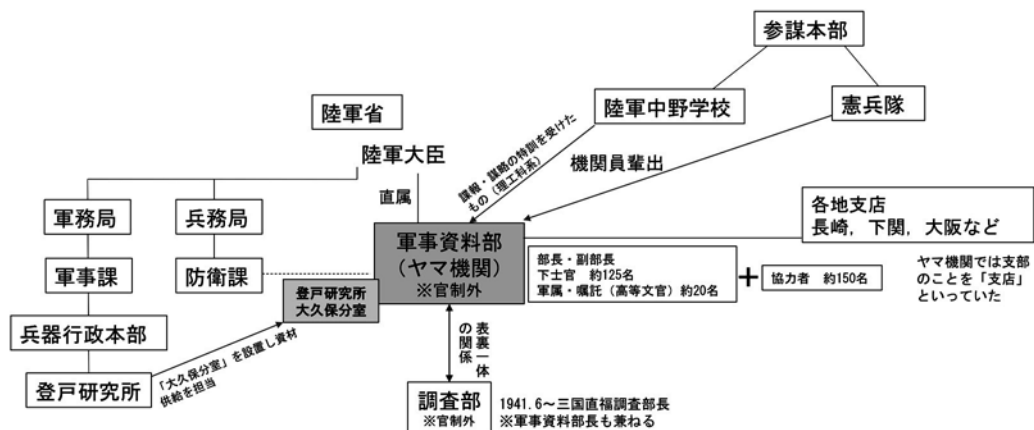 参謀本部
陸軍中野学校
憲兵隊
陸軍省
陸軍大臣
直属
諜報・謀略の特訓を受けた
もの（理工科系）
機関員輩出
軍務局
兵務局
軍事課
防衛課
兵器行政本部
登戸研究所
「大久保分室」を設置し資材
供給を担当
軍事資料部
（ヤマ機関）
※官制外
登戸研究所
大久保分室
各地支店
長崎，下関，大阪など
部長・副部長
下士官　約125名
軍属・嘱託（高等文官）約20名
+
協力者　約150名
ヤマ機関では支部
のことを「支店」
といっていた
表裏一体
の関係
調査部
※官制外
1941.6～三国直福調査部長
※軍事資料部長も兼ねる